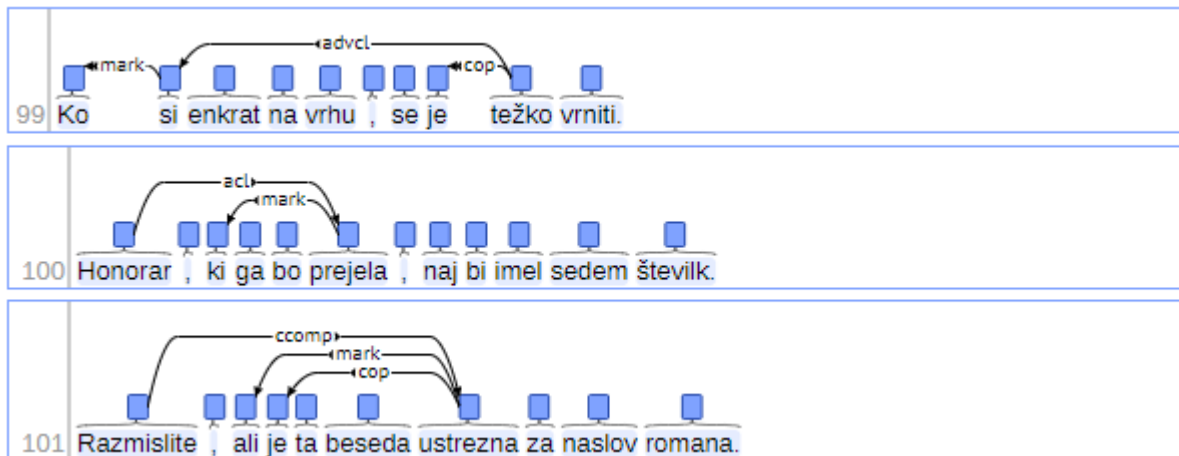 advcl
mark cop
99 Ko si enkrat na vrhu , se je težko vrniti.
acl
mark
100 Honorar , ki ga bo prejela , naj bi imel sedem številk.
ccomp
mark
cop
101 Razmislite , ali je ta beseda ustrezna za naslov romana.